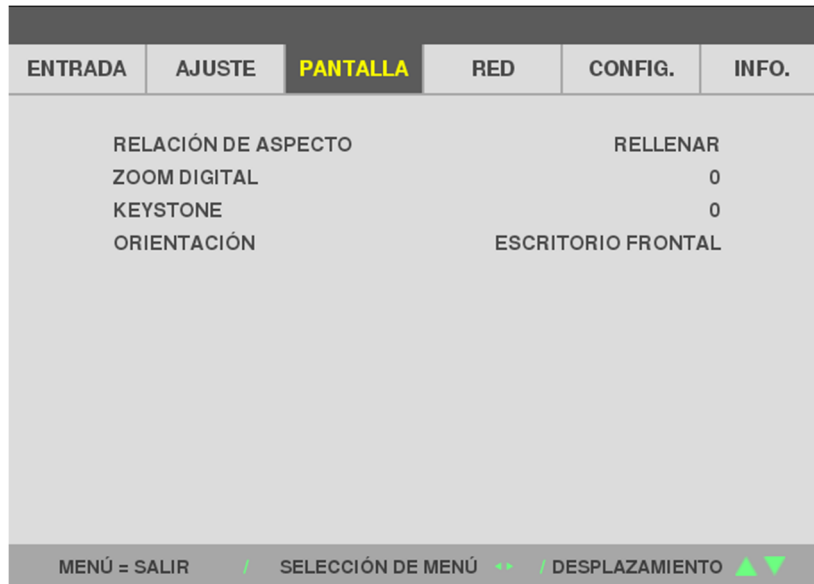 ENTRADA AJUSTE PANTALLA RED CONFIG. INFO.
RELACIÓN DE ASPECTO RELLENAR
ZOOM DIGITAL 0
KEYSTONE 0
ORIENTACIÓN ESCRITORIO FRONTAL
MENÚ = SALIR / SELECCIÓN DE MENÚ / DESPLAZAMIENTO